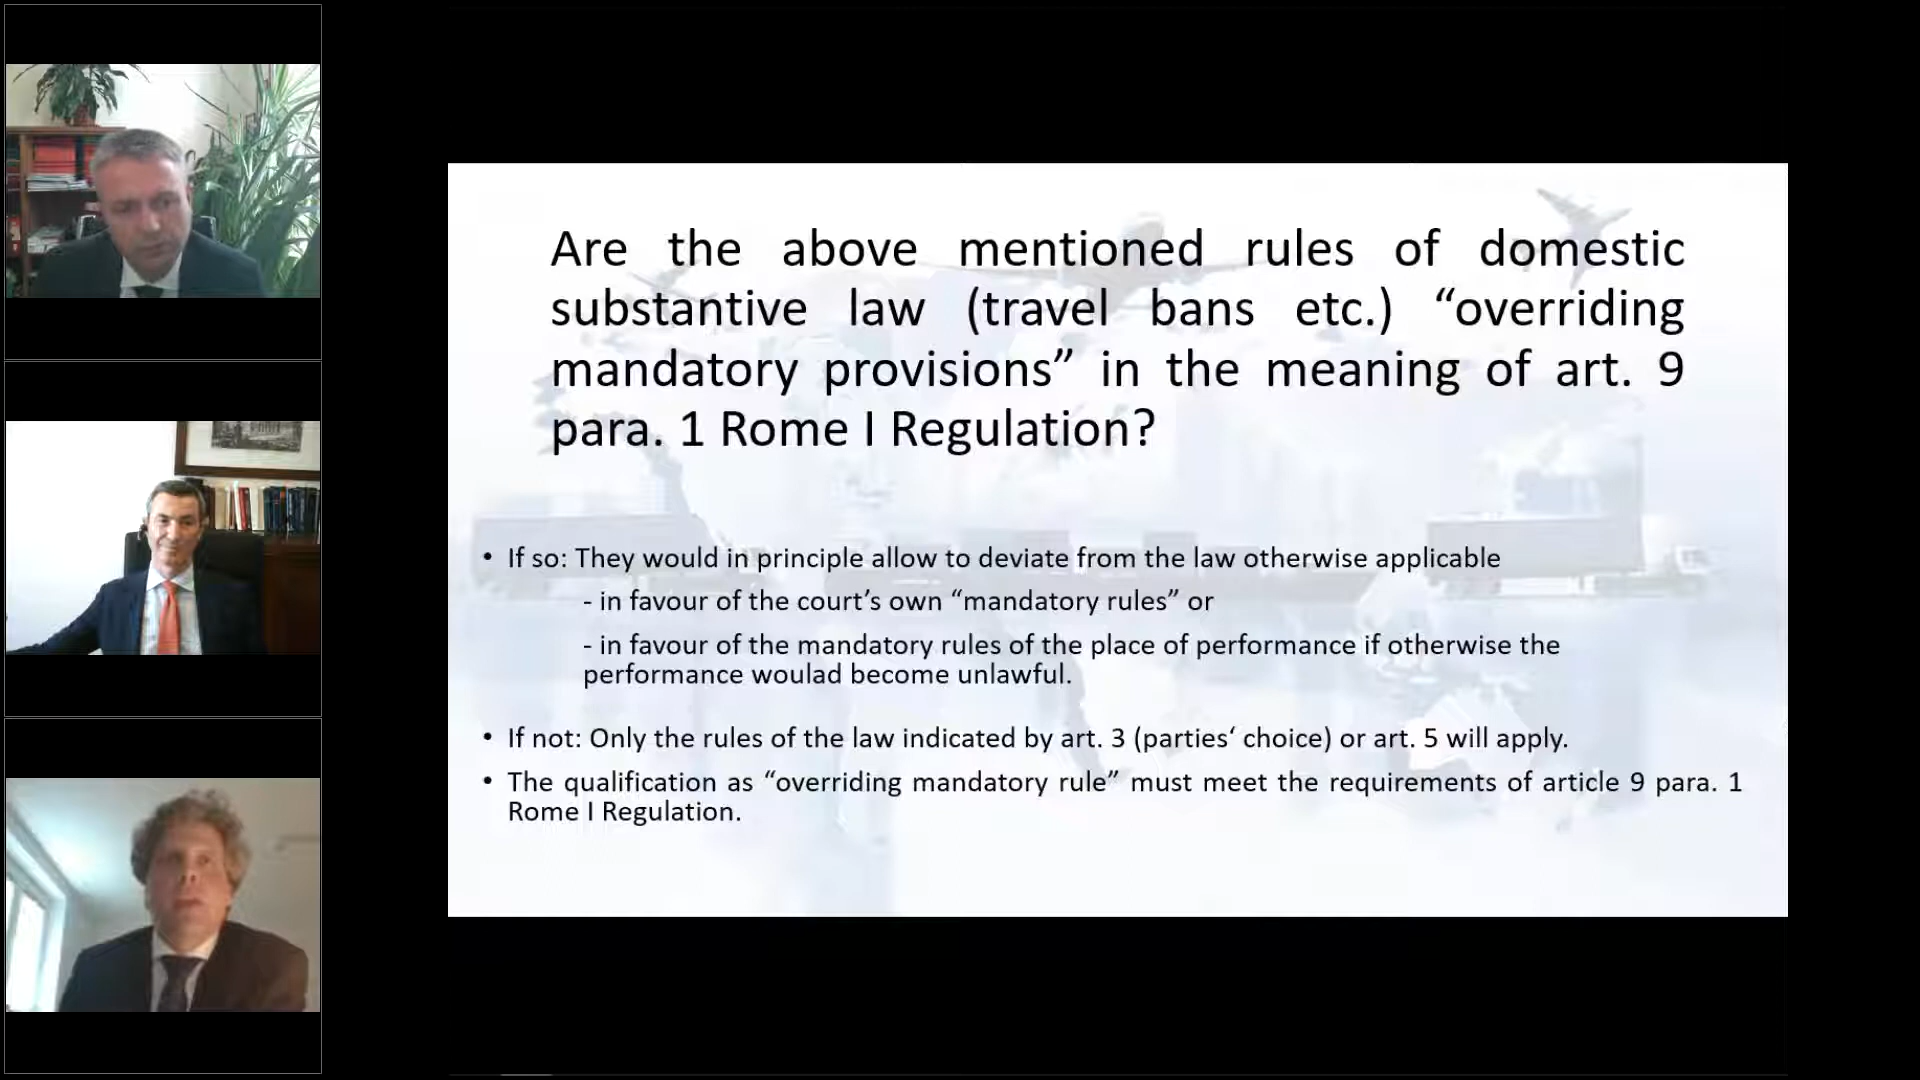 Are the above mentioned rules of domestic
substantive law (travel bans etc.) “overriding
mandatory provisions” in the meaning of art. 9
para. 1 Rome I Regulation?
• If so: They would in principle allow to deviate from the law otherwise applicable
- in favour of the court’s own “mandatory rules” or
- in favour of the mandatory rules of the place of performance if otherwise the
performance woulad become unlawful.
• If not: Only the rules of the law indicated by art. 3 (parties‘ choice) or art. 5 will apply.
• The qualification as “overriding mandatory rule” must meet the requirements of article 9 para. 1
Rome I Regulation.